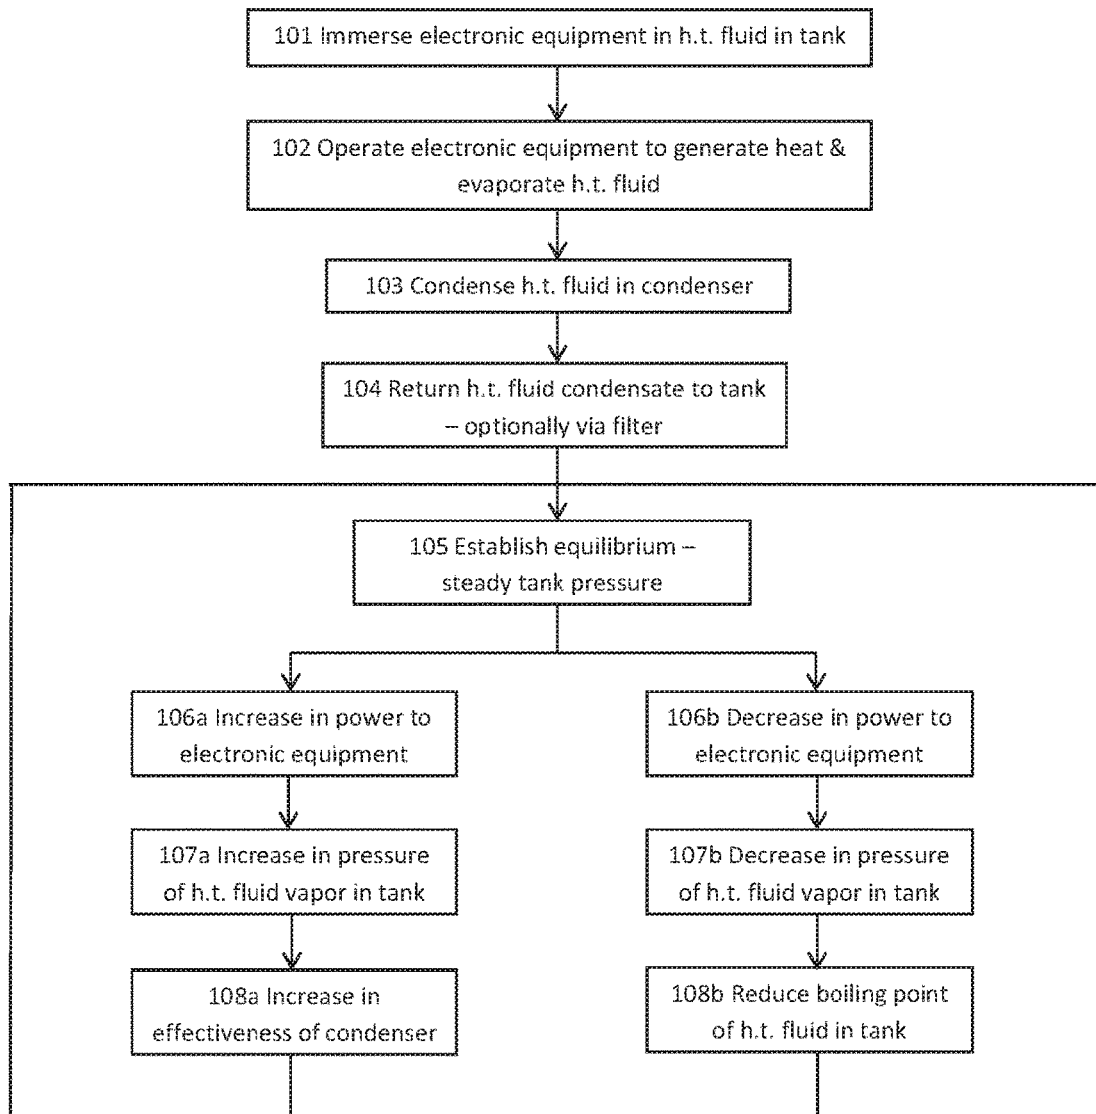 101 Immerse electronic equipment in h.t. fluid in tank
102 Operate electronic equipment to generate heat &
evaporate h.t. fluid
103 Condense h.t. fluid in condenser
104 Return h.t. fluid condensate to tank
– optionally via filter
105 Establish equilibrium –
steady tank pressure
106a Increase in power to
electronic equipment
106b Decrease in power to
electronic equipment
107a Increase in pressure
of h.t. fluid vapor in tank
107b Decrease in pressure
of h.t. fluid vapor in tank
108a Increase in
effectiveness of condenser
108b Reduce boiling point
of h.t. fluid in tank